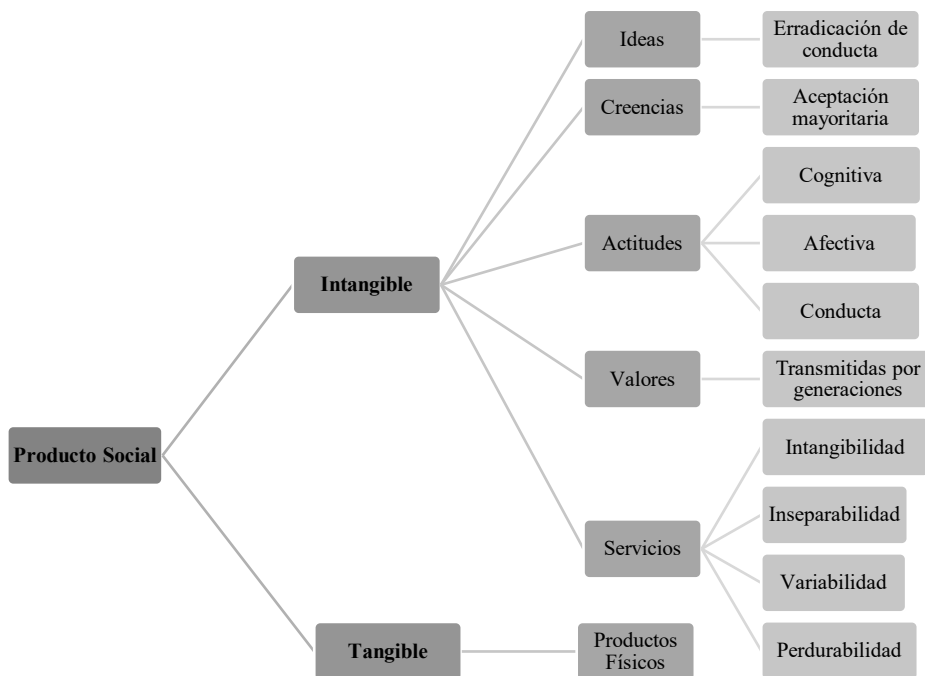 Ideas
Erradicación de
conducta
Creencias
Aceptación
mayoritaria
Cognitiva
Actitudes
Afectiva
Intangible
Conducta
Valores
Transmitidas por
generaciones
Producto Social
Intangibilidad
Inseparabilidad
Servicios
Variabilidad
Tangible
Productos
Físicos
Perdurabilidad